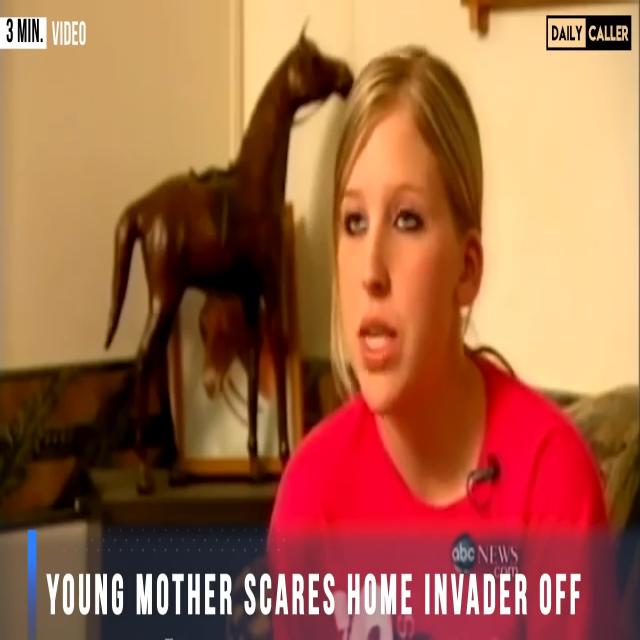 3 MIN. VIDEO
DAILY CALLER
abc NEWS
.com
YOUNG MOTHER SCARES HOME INVADER OFF